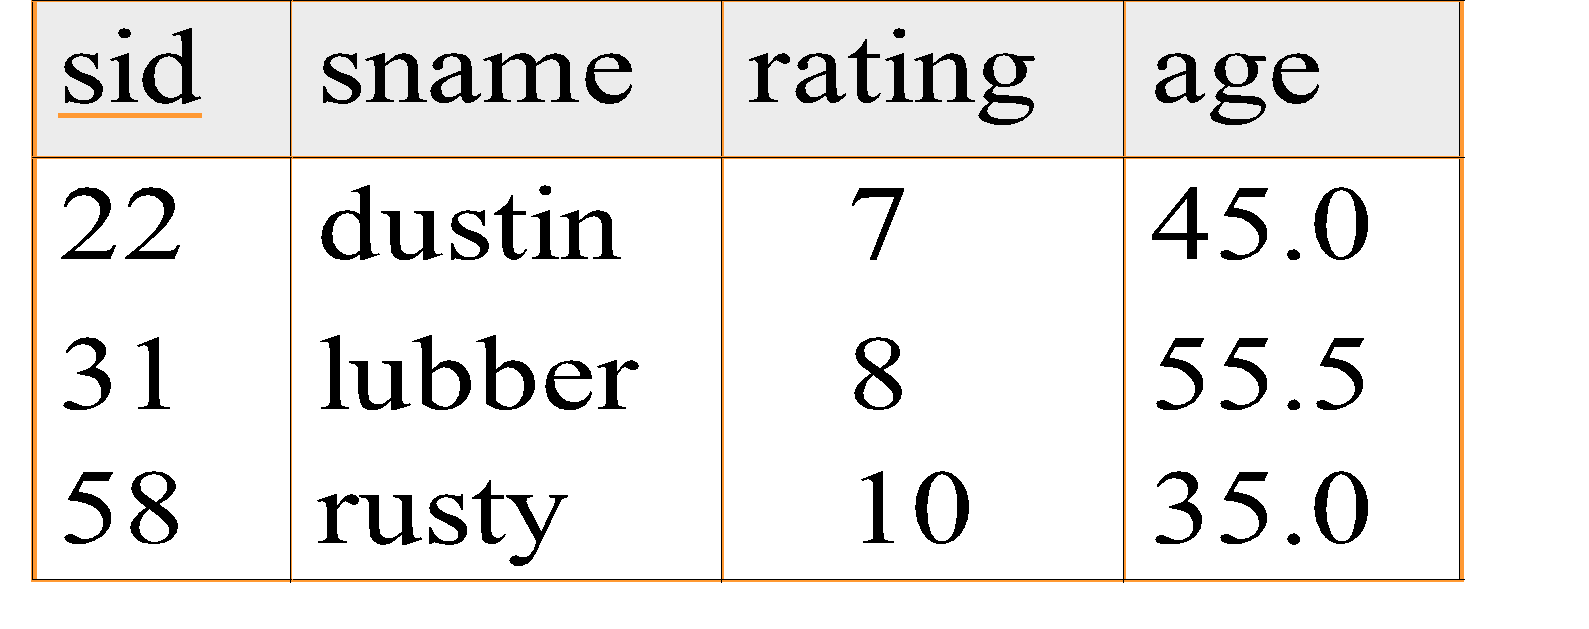 sid sname rating age
22 dustin 7 45.0
31 lubber 8 55.5
58 rusty 10 35.0